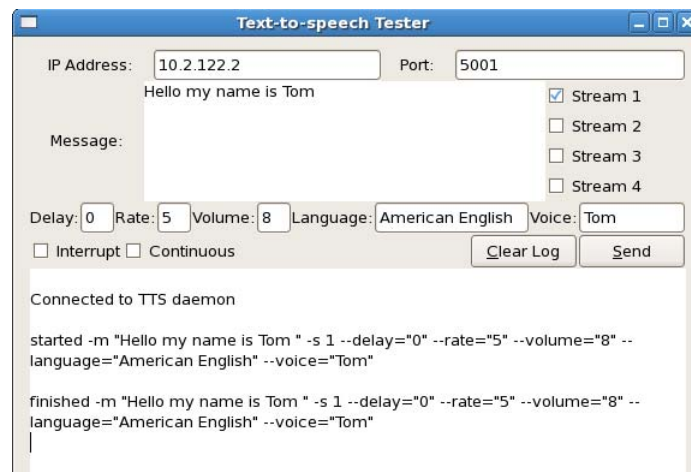 Text-to-speech Tester
IP Address: 10.2.122.2 Port: 5001
Hello my name is Tom
Message:
Stream 1
Stream 2
Stream 3
Stream 4
Delay: 0 Rate: 5 Volume: 8 Language: American English Voice: Tom
Interrupt Continuous Clear Log Send
Connected to TTS daemon
started -m "Hello my name is Tom " -s 1 --delay="0" --rate="5" --volume="8" --
language="American English" --voice="Tom"
finished -m "Hello my name is Tom " -s 1 --delay="0" --rate="5" --volume="8" --
language="American English" --voice="Tom"